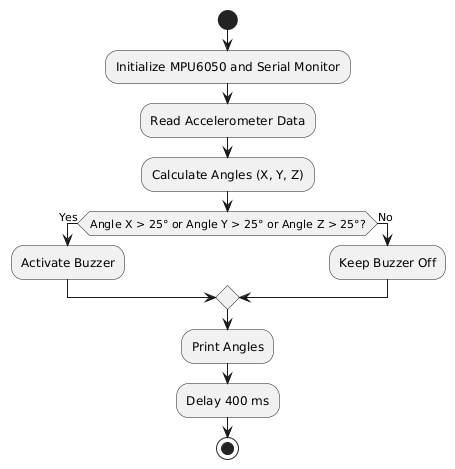 Initialize MPU6050 and Serial Monitor
Read Accelerometer Data
Calculate Angles (X, Y, Z)
Yes
Angle X > 25° or Angle Y > 25° or Angle Z > 25°?
No
Activate Buzzer
Keep Buzzer Off
Print Angles
Delay 400 ms